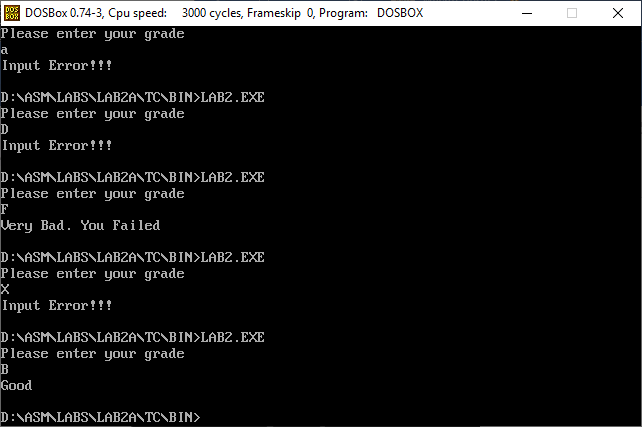 DOS BOX DOSBox 0.74-3, Cpu speed: 3000 cycles, Frameskip 0, Program: DOSBOX
Please enter your grade
a
Input Error!!!
D:\ASM\LABS\LAB2A\TC\BIN>LAB2.EXE
Please enter your grade
D
Input Error!!!
D:\ASM\LABS\LAB2A\TC\BIN>LAB2.EXE
Please enter your grade
F
Very Bad. You Failed
D:\ASM\LABS\LAB2A\TC\BIN>LAB2.EXE
Please enter your grade
X
Input Error!!!
D:\ASM\LABS\LAB2A\TC\BIN>LAB2.EXE
Please enter your grade
B
Good
D:\ASM\LABS\LAB2A\TC\BIN>